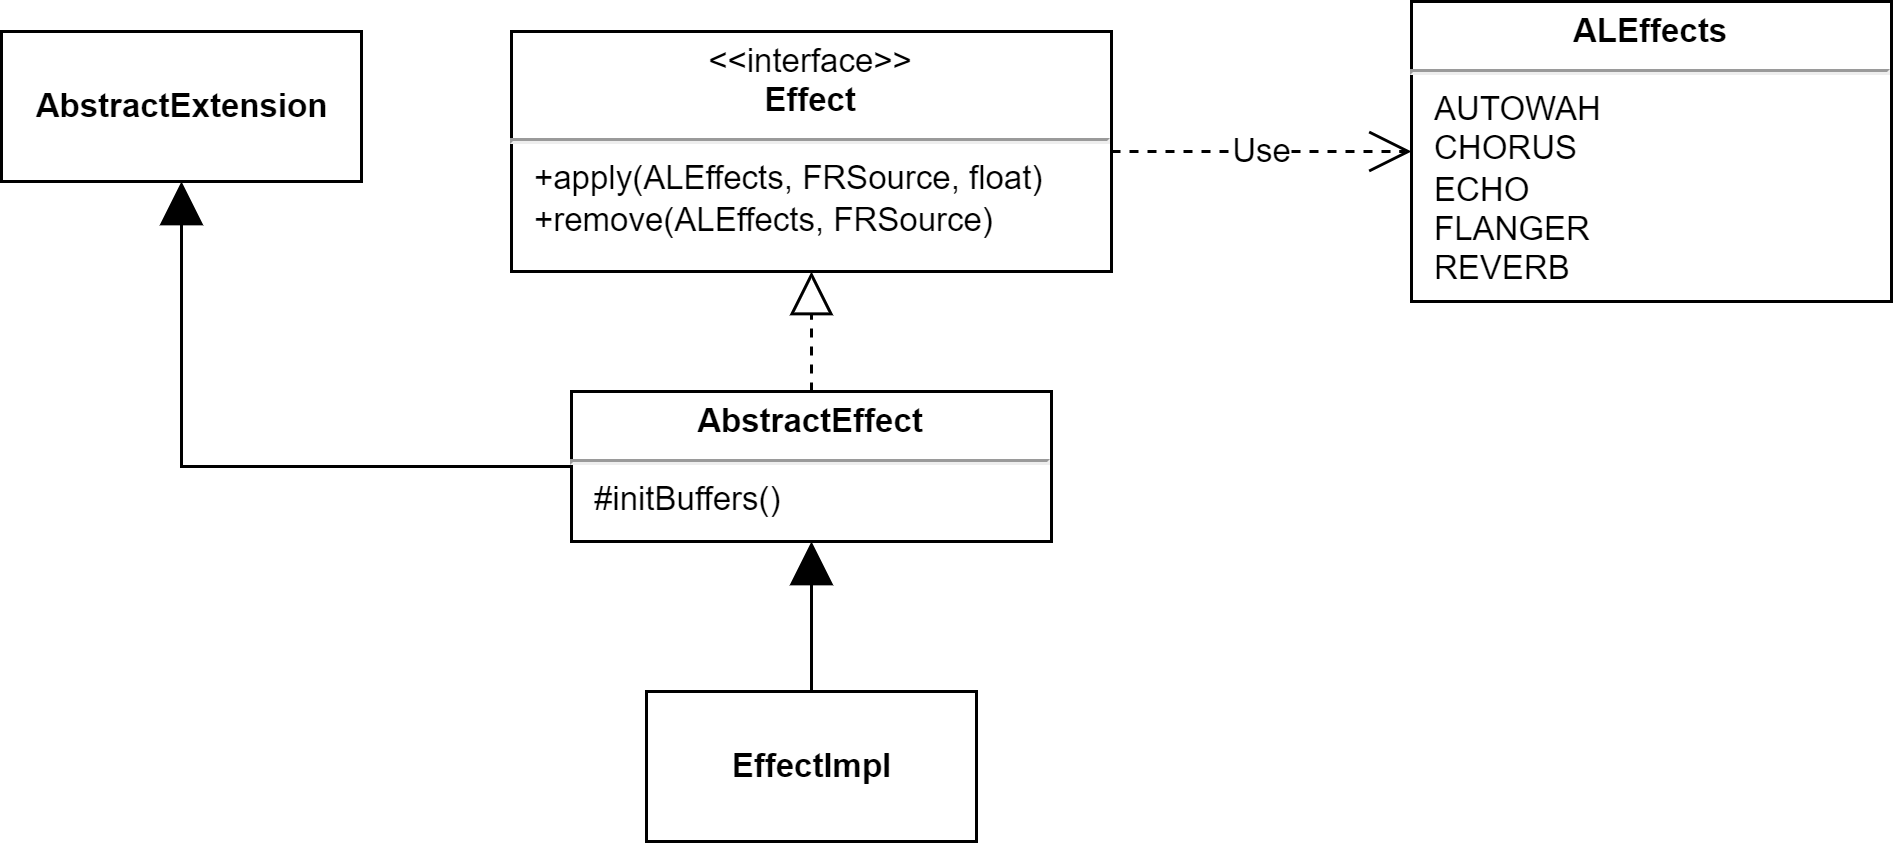 AbstractExtension
<<interface>>
Effect
+apply(ALEffects, FRSource, float)
+remove(ALEffects, FRSource)
Use
ALEffects
AUTOWAH
CHORUS
ECHO
FLANGER
REVERB
AbstractEffect
#initBuffers()
EffectImpl